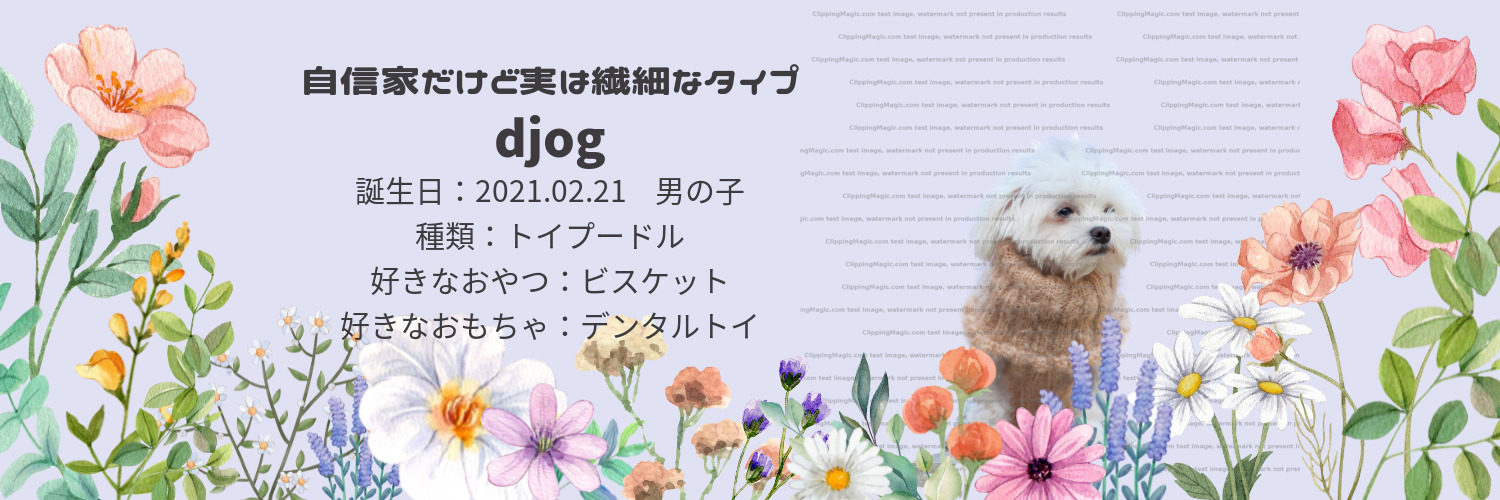 自信家だけど実は繊細なタイプ
djog
誕生日：2021.02.21　男の子
種類：トイプードル
好きなおやつ：ビスケット
好きなおもちゃ：デンタルトイ
ClippingMagic.com test image, watermark not present in production results